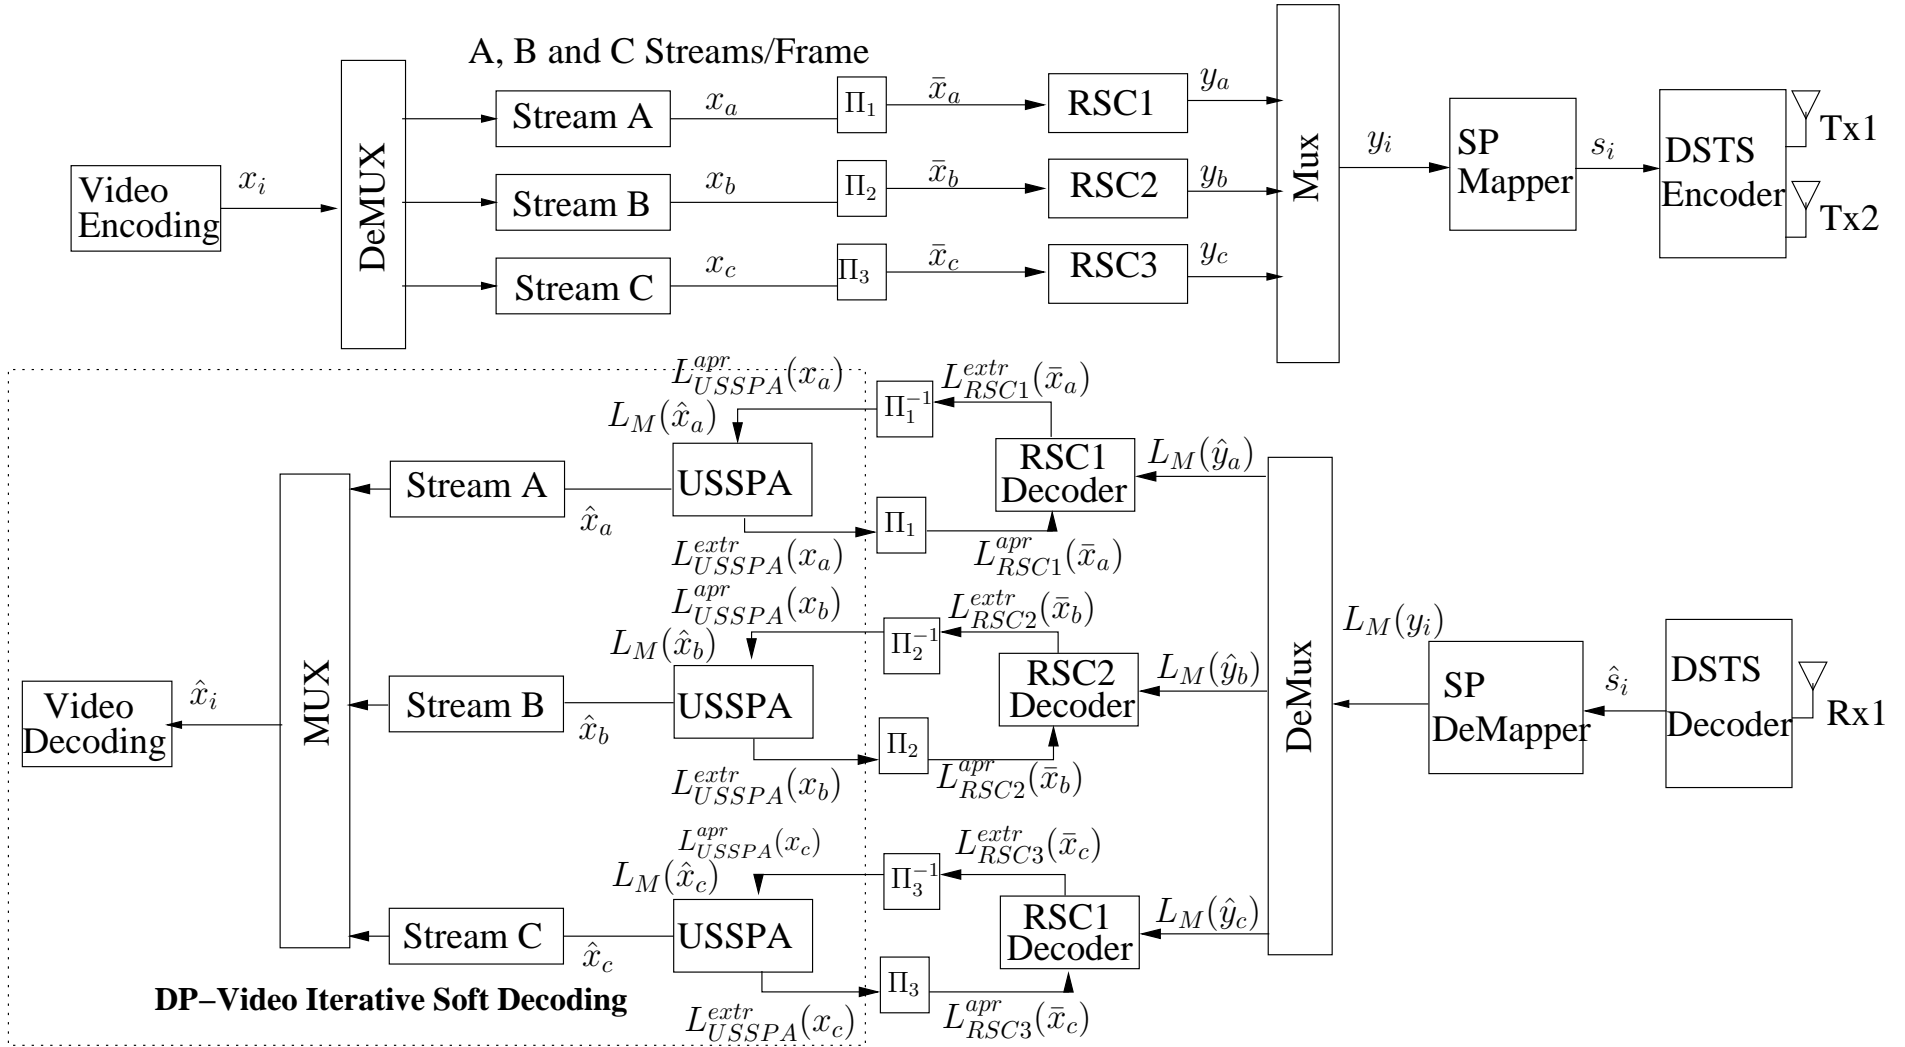 A, B and C Streams/Frame
Video
Encoding
x_i
DeMUX
Stream A
x_a
Π_1
x̄_a
RSC1
y_a
Stream B
x_b
Π_2
x̄_b
RSC2
y_b
Stream C
x_c
Π_3
x̄_c
RSC3
y_c
Mux
y_i
SP
Mapper
s_i
DSTS
Encoder
Tx1
Tx2
L^{apr}_{USSPA}(x_a)
L_M(x̂_a)
Π_1^{-1}
L^{extr}_{RSC1}(x̄_a)
RSC1
Decoder
L_M(ŷ_a)
USSPA
Stream A
x̂_a
L^{extr}_{USSPA}(x_a)
Π_1
L^{apr}_{RSC1}(x̄_a)
L^{apr}_{USSPA}(x_b)
L_M(x̂_b)
Π_2^{-1}
L^{extr}_{RSC2}(x̄_b)
RSC2
Decoder
L_M(ŷ_b)
USSPA
Stream B
x̂_b
L^{extr}_{USSPA}(x_b)
Π_2
L^{apr}_{RSC2}(x̄_b)
L^{apr}_{USSPA}(x_c)
L_M(x̂_c)
Π_3^{-1}
L^{extr}_{RSC3}(x̄_c)
RSC1
Decoder
L_M(ŷ_c)
USSPA
Stream C
x̂_c
L^{extr}_{USSPA}(x_c)
Π_3
L^{apr}_{RSC3}(x̄_c)
MUX
x̂_i
Video
Decoding
DeMux
L_M(y_i)
SP
DeMapper
ŝ_i
DSTS
Decoder
Rx1
DP–Video Iterative Soft Decoding